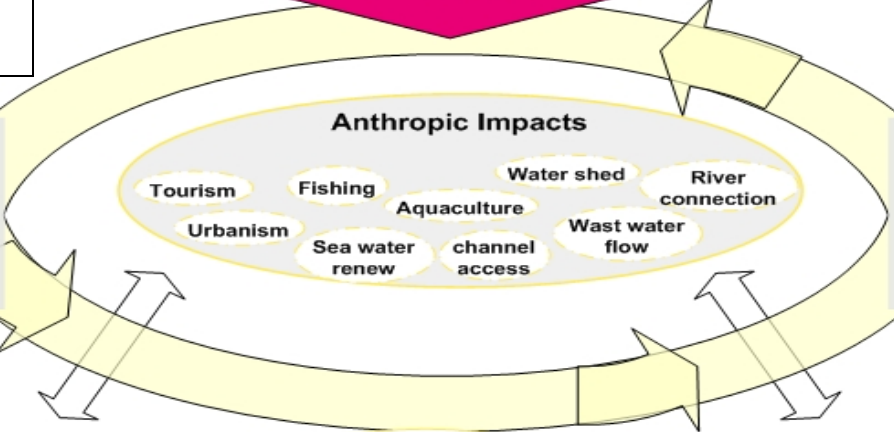 Anthropic Impacts
Tourism
Fishing
Water shed
River
connection
Aquaculture
Urbanism
Wast water
flow
Sea water
renew
channel
access